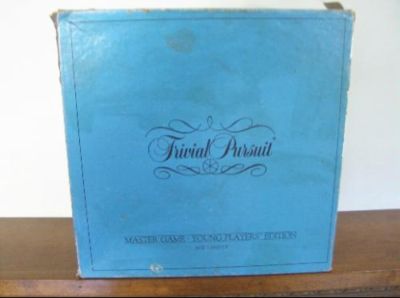 Trivial Pursuit
MASTER GAME - YOUNG PLAYERS' EDITION